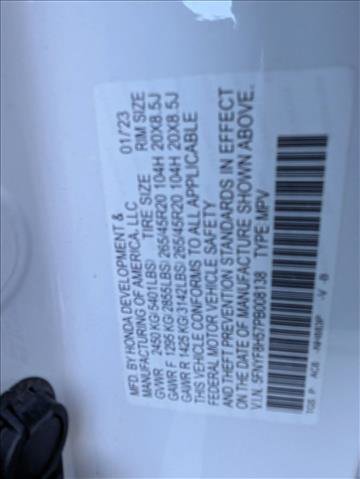 MFD. BY HONDA DEVELOPMENT &
MANUFACTURING OF AMERICA, LLC 01/23
TIRE SIZE RIM SIZE
GVWR 2450 KG(5401LBS)
GAWR F 1295 KG(2855LBS) 265/45R20 104H 20X8.5J
GAWR R 1425 KG(3142LBS) 265/45R20 104H 20X8.5J
THIS VEHICLE CONFORMS TO ALL APPLICABLE
FEDERAL MOTOR VEHICLE SAFETY
AND THEFT PREVENTION STANDARDS IN EFFECT
ON THE DATE OF MANUFACTURE SHOWN ABOVE.
V.I.N. 5FNYF8H57PB008138 TYPE MPV